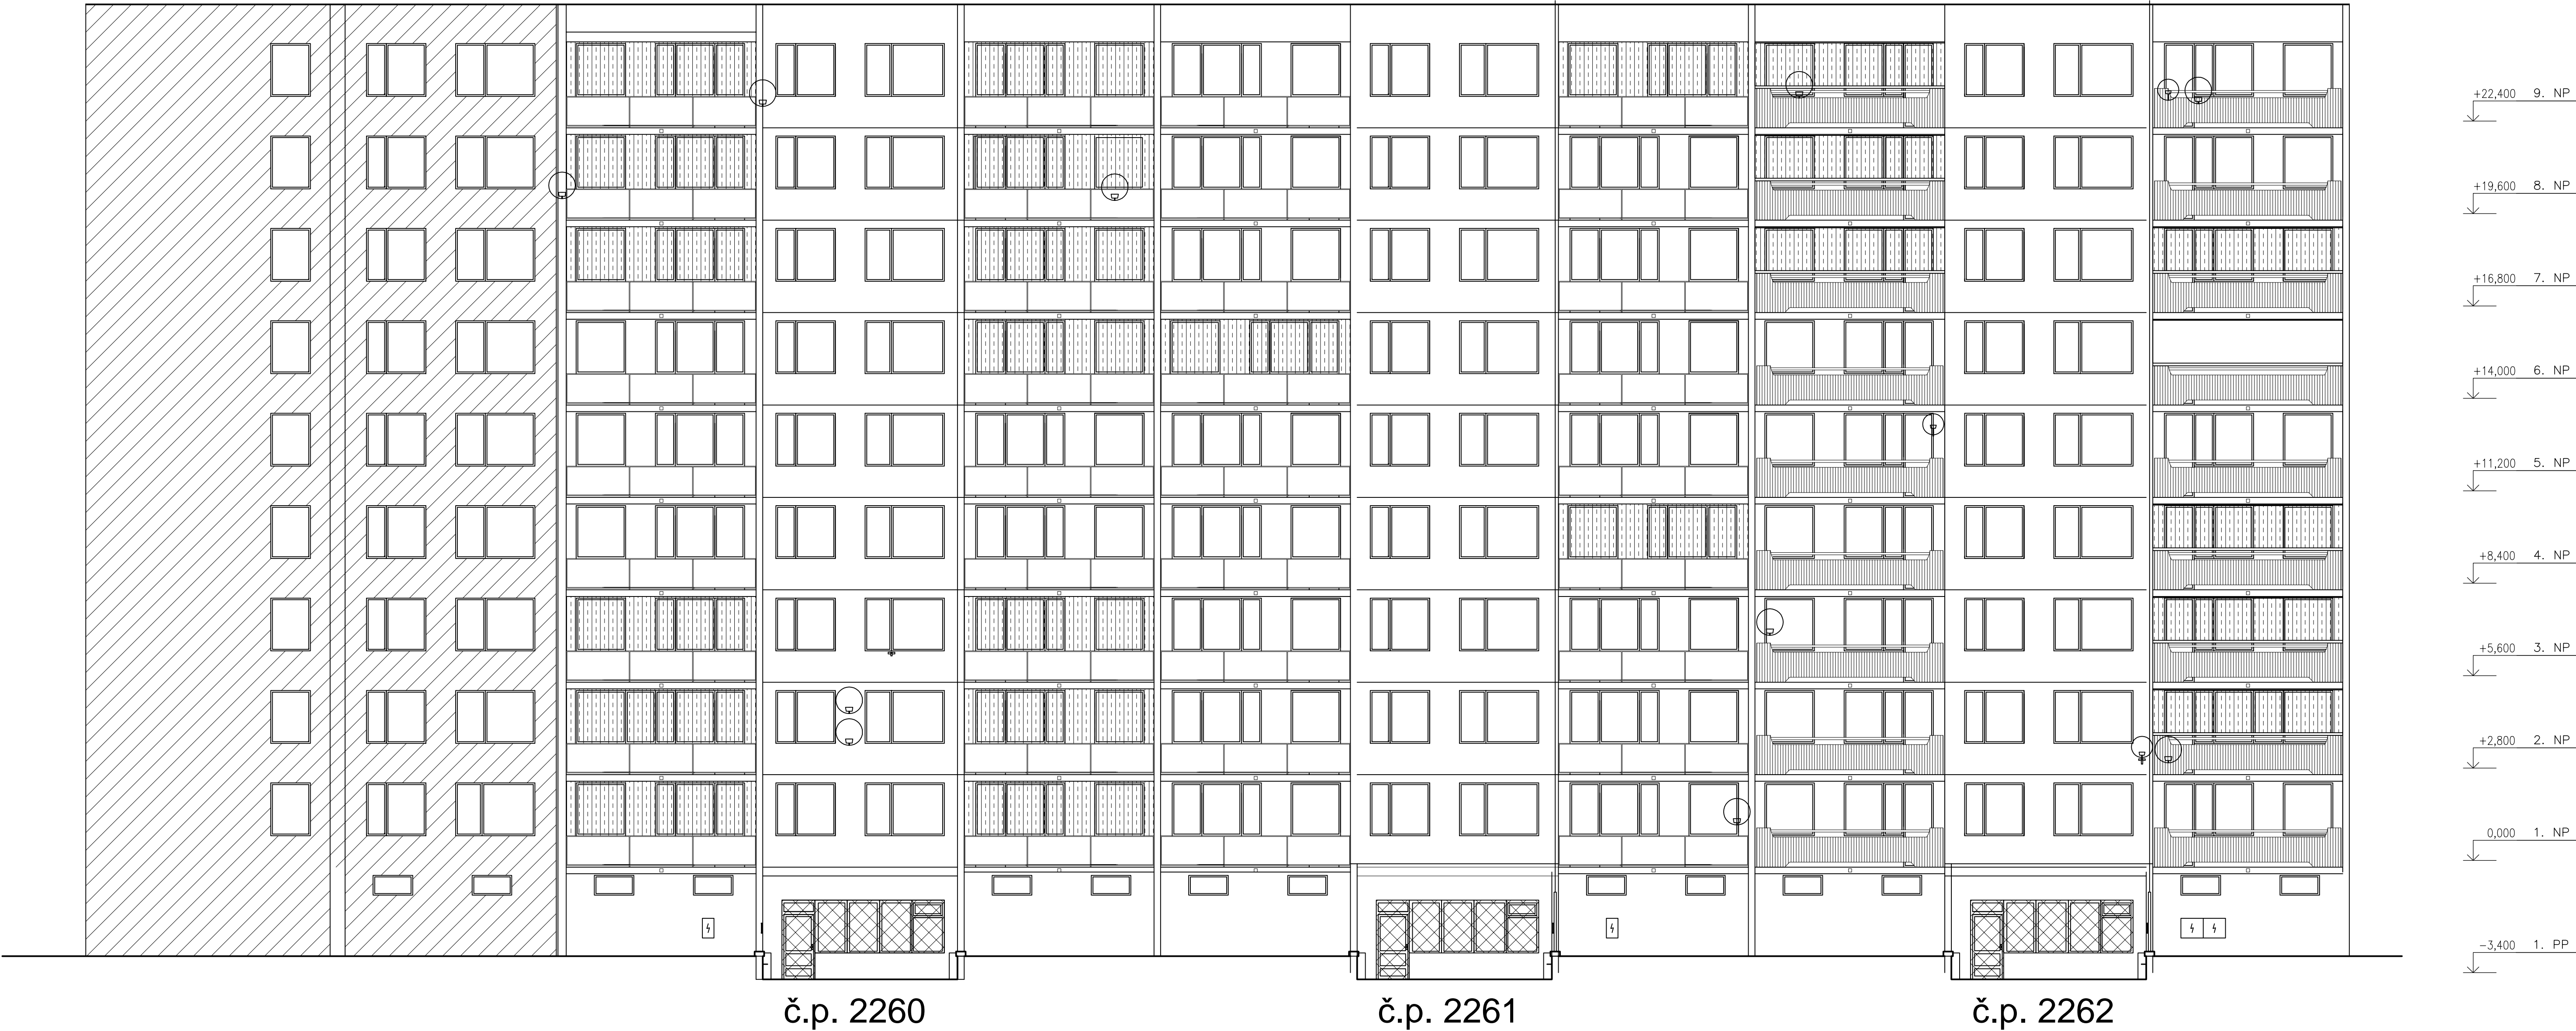 +22,400 9. NP
+19,600 8. NP
+16,800 7. NP
+14,000 6. NP
+11,200 5. NP
+8,400 4. NP
+5,600 3. NP
+2,800 2. NP
0,000 1. NP
−3,400 1. PP
č.p. 2260 č.p. 2261 č.p. 2262